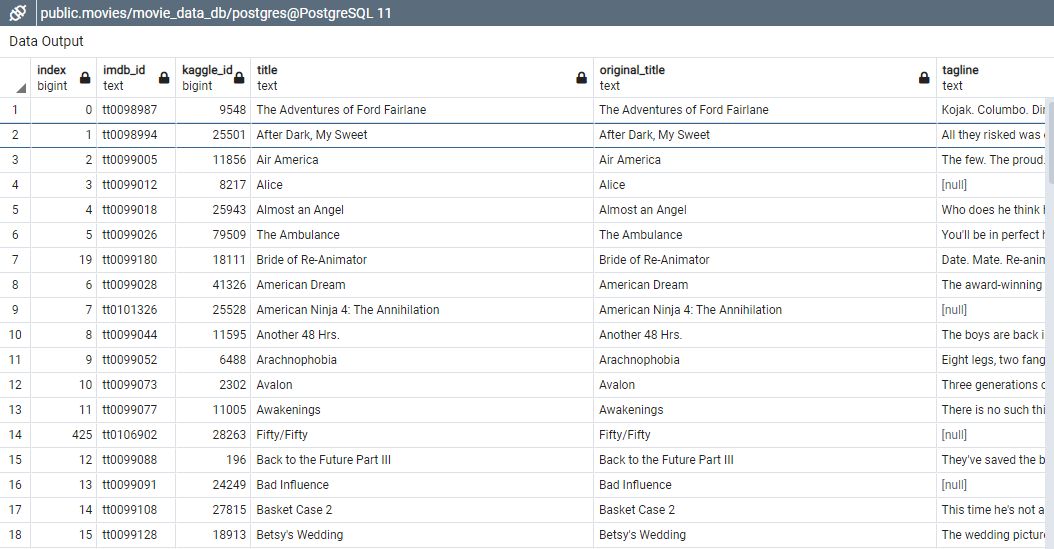 public.movies/movie_data_db/postgres@PostgreSQL 11
Data Output
index imdb_id kaggle_id title original_title tagline
bigint text bigint text text text
1 0 tt0098987 9548 The Adventures of Ford Fairlane The Adventures of Ford Fairlane Kojak. Columbo.
2 1 tt0098994 25501 After Dark, My Sweet After Dark, My Sweet All they risked was
3 2 tt0099005 11856 Air America Air America The few. The proud.
4 3 tt0099012 8217 Alice Alice [null]
5 4 tt0099018 25943 Almost an Angel Almost an Angel Who does he think
6 5 tt0099026 79509 The Ambulance The Ambulance You'll be in perfect
7 19 tt0099180 18111 Bride of Re-Animator Bride of Re-Animator Date. Mate.
8 6 tt0099028 41326 American Dream American Dream The award-winning
9 7 tt0101326 25528 American Ninja 4: The Annihilation American Ninja 4: The Annihilation [null]
10 8 tt0099044 11595 Another 48 Hrs. Another 48 Hrs. The boys are back
11 9 tt0099052 6488 Arachnophobia Arachnophobia Eight legs, two
12 10 tt0099073 2302 Avalon Avalon Three generations
13 11 tt0099077 11005 Awakenings Awakenings There is no such
14 425 tt0106902 28263 Fifty/Fifty Fifty/Fifty [null]
15 12 tt0099088 196 Back to the Future Part III Back to the Future Part III They've saved the
16 13 tt0099091 24249 Bad Influence Bad Influence [null]
17 14 tt0099108 27815 Basket Case 2 Basket Case 2 This time he's not a
18 15 tt0099128 18913 Betsy's Wedding Betsy's Wedding The wedding